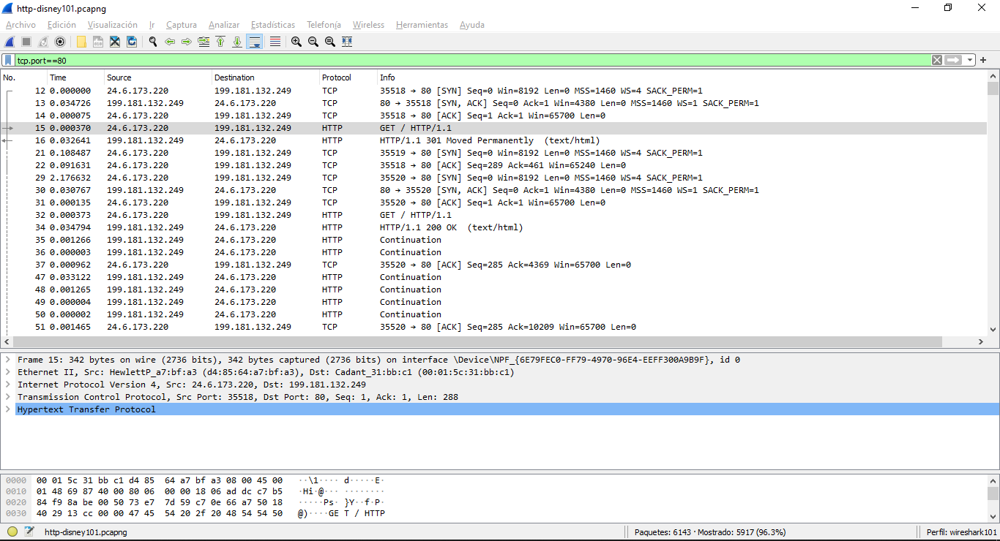 http-disney101.pcapng
Archivo Edición Visualización Ir Captura Analizar Estadísticas Telefonía Wireless Herramientas Ayuda
tcp.port==80
No. Time Source Destination Protocol Info
12 0.000000 24.6.173.220 199.181.132.249 TCP 35518 → 80 [SYN] Seq=0 Win=8192 Len=0 MSS=1460 WS=4 SACK_PERM=1
13 0.034726 199.181.132.249 24.6.173.220 TCP 80 → 35518 [SYN, ACK] Seq=0 Ack=1 Win=4380 Len=0 MSS=1460 WS=1 SACK_PERM=1
14 0.000075 24.6.173.220 199.181.132.249 TCP 35518 → 80 [ACK] Seq=1 Ack=1 Win=65700 Len=0
15 0.000370 24.6.173.220 199.181.132.249 HTTP GET / HTTP/1.1
16 0.032641 199.181.132.249 24.6.173.220 HTTP HTTP/1.1 301 Moved Permanently (text/html)
21 0.108487 24.6.173.220 199.181.132.249 TCP 35519 → 80 [SYN] Seq=0 Win=8192 Len=0 MSS=1460 WS=4 SACK_PERM=1
22 0.091631 24.6.173.220 199.181.132.249 TCP 35518 → 80 [ACK] Seq=289 Ack=461 Win=65240 Len=0
29 2.176632 24.6.173.220 199.181.132.249 TCP 35520 → 80 [SYN] Seq=0 Win=8192 Len=0 MSS=1460 WS=4 SACK_PERM=1
30 0.030767 199.181.132.249 24.6.173.220 TCP 80 → 35520 [SYN, ACK] Seq=0 Ack=1 Win=4380 Len=0 MSS=1460 WS=1 SACK_PERM=1
31 0.000135 24.6.173.220 199.181.132.249 TCP 35520 → 80 [ACK] Seq=1 Ack=1 Win=65700 Len=0
32 0.000373 24.6.173.220 199.181.132.249 HTTP GET / HTTP/1.1
34 0.034794 199.181.132.249 24.6.173.220 HTTP HTTP/1.1 200 OK (text/html)
35 0.001266 199.181.132.249 24.6.173.220 HTTP Continuation
36 0.000003 199.181.132.249 24.6.173.220 HTTP Continuation
37 0.000962 24.6.173.220 199.181.132.249 TCP 35520 → 80 [ACK] Seq=285 Ack=4369 Win=65700 Len=0
47 0.033122 199.181.132.249 24.6.173.220 HTTP Continuation
48 0.001265 199.181.132.249 24.6.173.220 HTTP Continuation
49 0.000004 199.181.132.249 24.6.173.220 HTTP Continuation
50 0.000002 199.181.132.249 24.6.173.220 HTTP Continuation
51 0.001465 24.6.173.220 199.181.132.249 TCP 35520 → 80 [ACK] Seq=285 Ack=10209 Win=65700 Len=0
Frame 15: 342 bytes on wire (2736 bits), 342 bytes captured (2736 bits) on interface \Device\NPF_{6E79FEC0-FF79-4970-96E4-EEFF300A9B9F}, id 0
Ethernet II, Src: HewlettP_a7:bf:a3 (d4:85:64:a7:bf:a3), Dst: Cadant_31:bb:c1 (00:01:5c:31:bb:c1)
Internet Protocol Version 4, Src: 24.6.173.220, Dst: 199.181.132.249
Transmission Control Protocol, Src Port: 35518, Dst Port: 80, Seq: 1, Ack: 1, Len: 288
Hypertext Transfer Protocol
0000 00 01 5c 31 bb c1 d4 85 64 a7 bf a3 08 00 45 00 ··\1···· d·····E·
0010 01 48 69 87 40 00 80 06 00 00 18 06 ad dc c7 b5 ·Hi·@··· ········
0020 84 f9 8a be 00 50 73 e7 7d 59 c7 0e 66 a7 50 18 ·····Ps· }Y··f·P·
0030 40 29 13 cc 00 00 47 45 54 20 2f 20 48 54 54 50 @)····GE T / HTTP
http-disney101.pcapng Paquetes: 6143 · Mostrado: 5917 (96.3%) Perfil: wireshark101